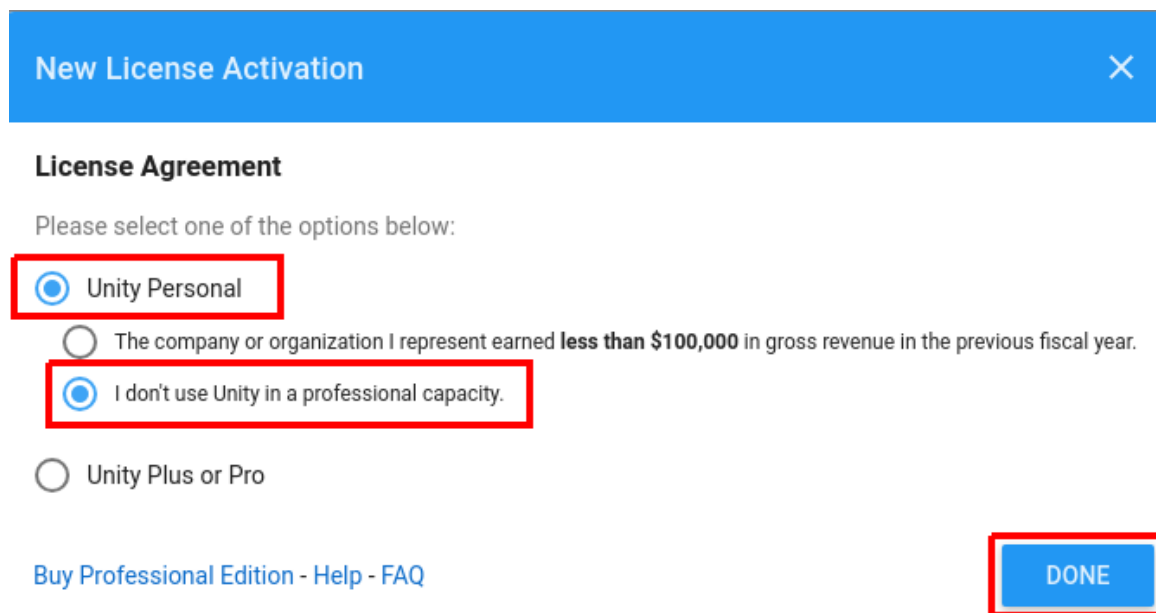 New License Activation
License Agreement
Please select one of the options below:
Unity Personal
The company or organization I represent earned less than $100,000 in gross revenue in the previous fiscal year.
I don't use Unity in a professional capacity.
Unity Plus or Pro
Buy Professional Edition - Help - FAQ
DONE